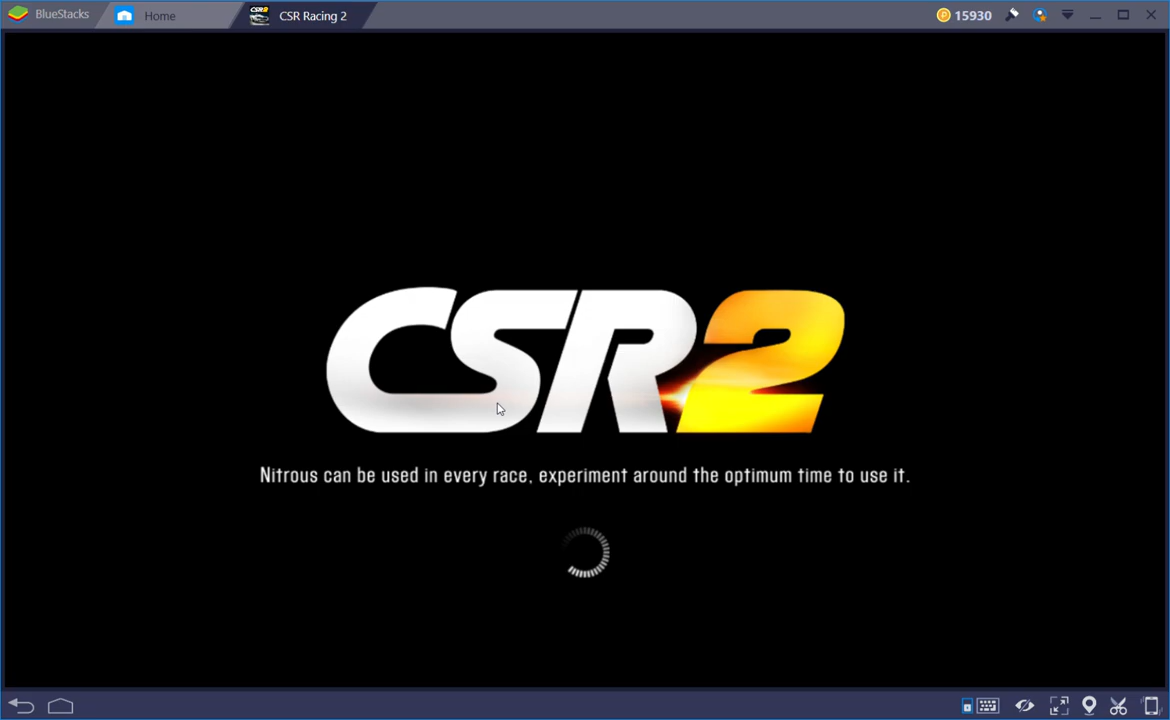 BlueStacks
Home
CSR Racing 2
15930
CSR2
Nitrous can be used in every race, experiment around the optimum time to use it.